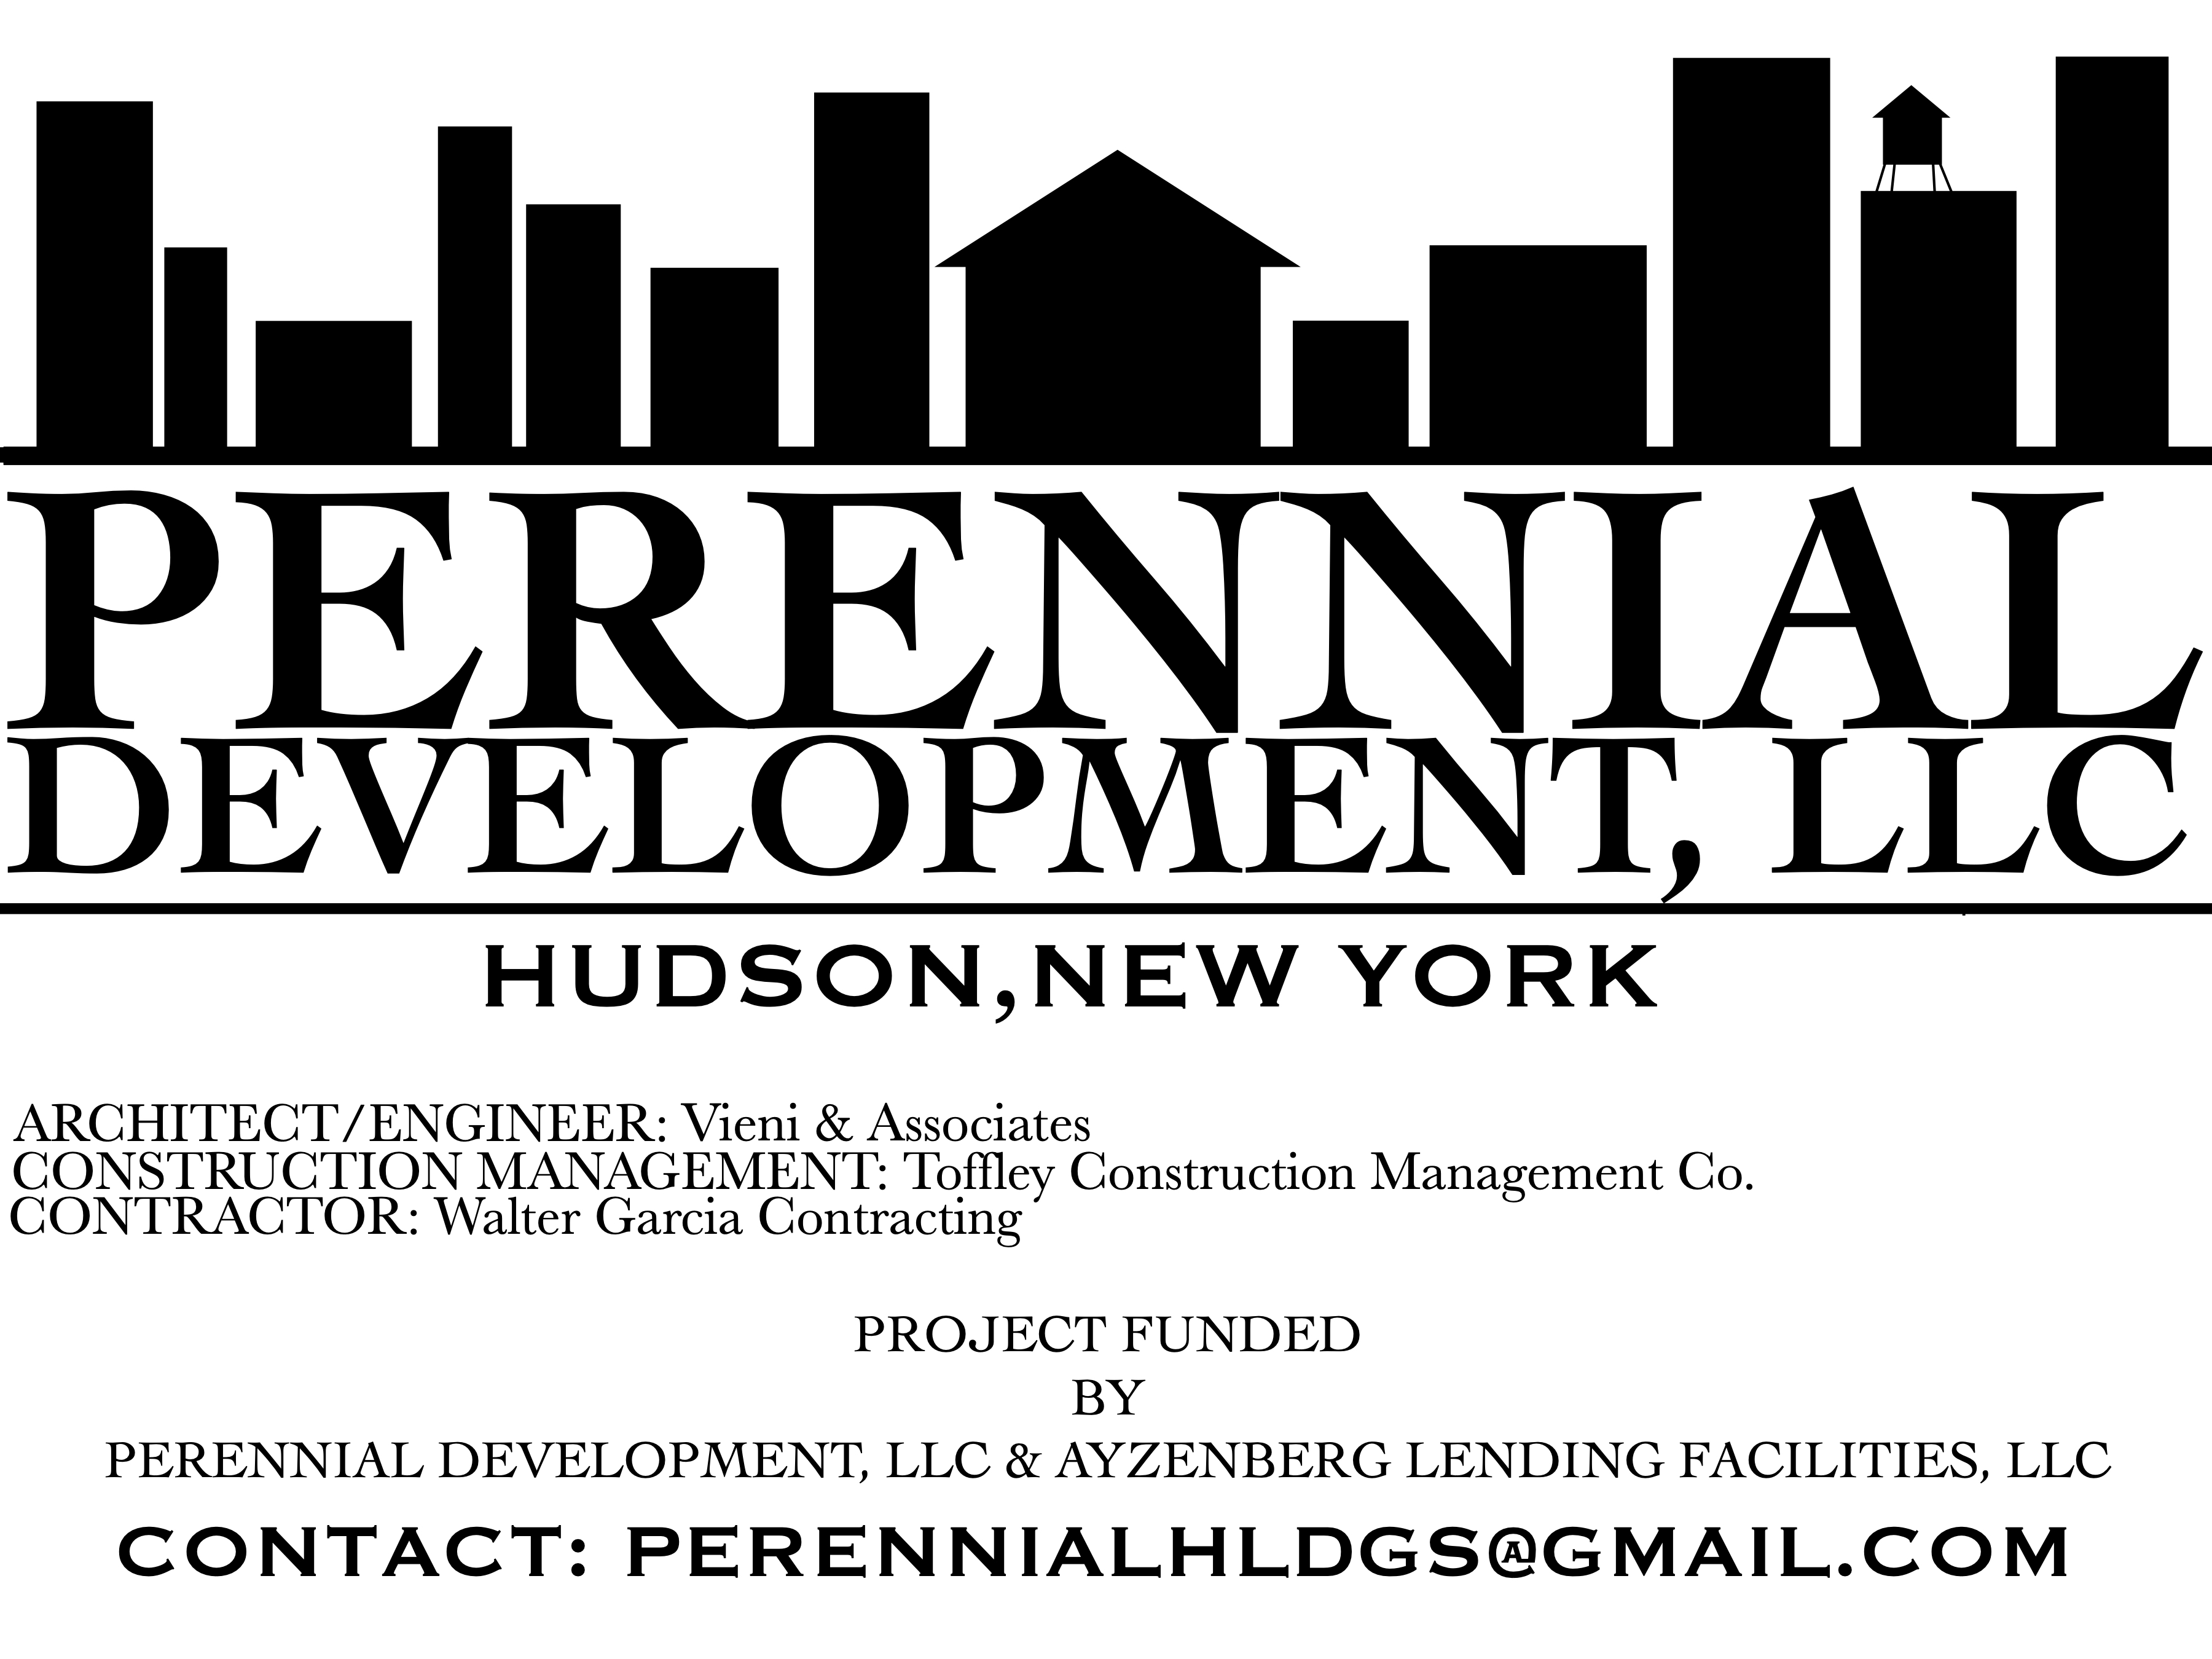 PERENNIAL
DEVELOPMENT, LLC
HUDSON,NEW YORK
ARCHITECT/ENGINEER: Vieni & Associates
CONSTRUCTION MANAGEMENT: Toffley Construction Management Co.
CONTRACTOR: Walter Garcia Contracting
PROJECT FUNDED
BY
PERENNIAL DEVELOPMENT, LLC & AYZENBERG LENDING FACILITIES, LLC
CONTACT: PERENNIALHLDGS@GMAIL.COM